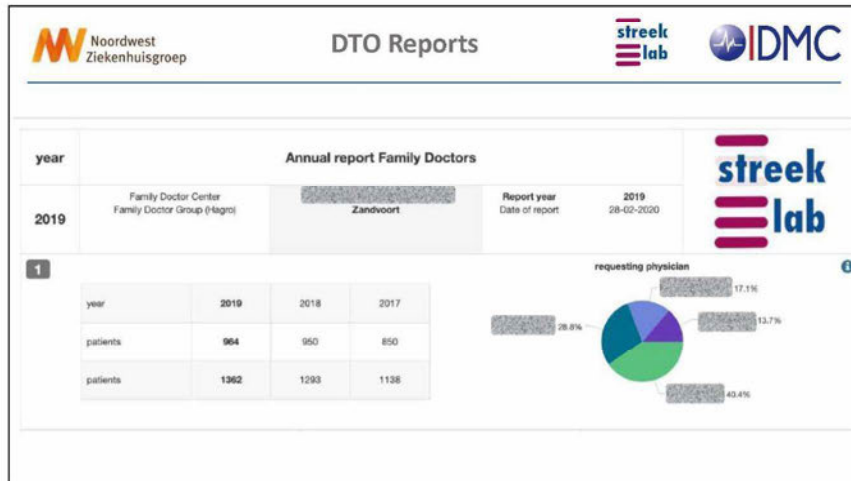 Noordwest
Ziekenhuisgroep
DTO Reports
streek
lab
IDMC
year
Annual report Family Doctors
streek
lab
2019
Family Doctor Center
Family Doctor Group (Hagro)
Zandvoort
Report year
Date of report
2019
28-02-2020
1
requesting physician
year 2019 2018 2017
patients 964 950 850
patients 1362 1293 1138
17.1%
28.8%
13.7%
40.4%